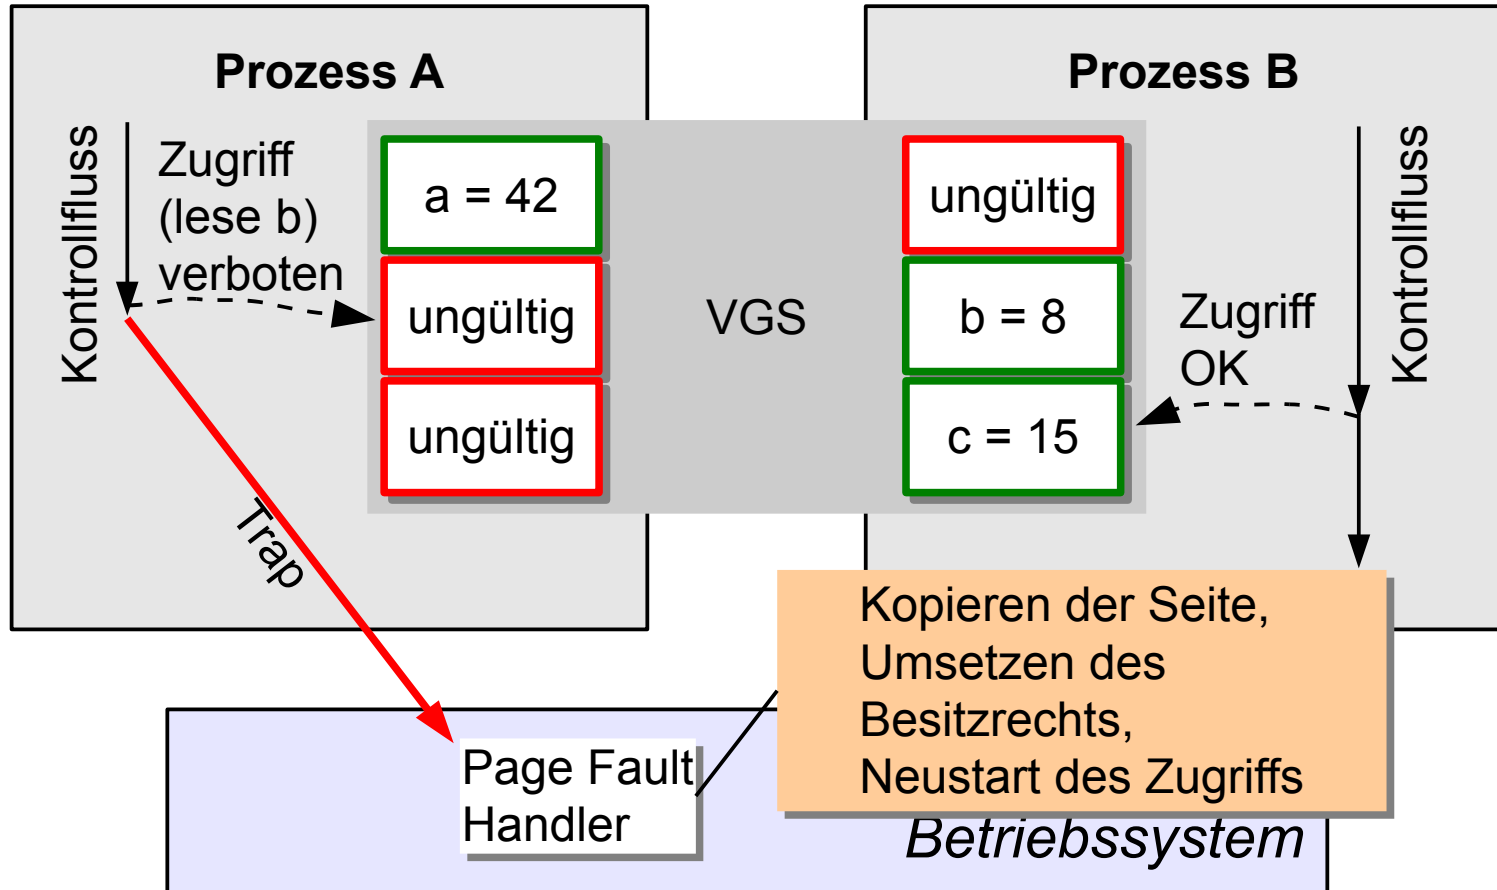 Prozess A
Kontrollfluss
Zugriff
(lese b)
verboten
a = 42
ungültig
ungültig
Trap
VGS
Prozess B
ungültig
b = 8
c = 15
Zugriff
OK
Kontrollfluss
Page Fault
Handler
Kopieren der Seite,
Umsetzen des
Besitzrechts,
Neustart des Zugriffs
Betriebssystem